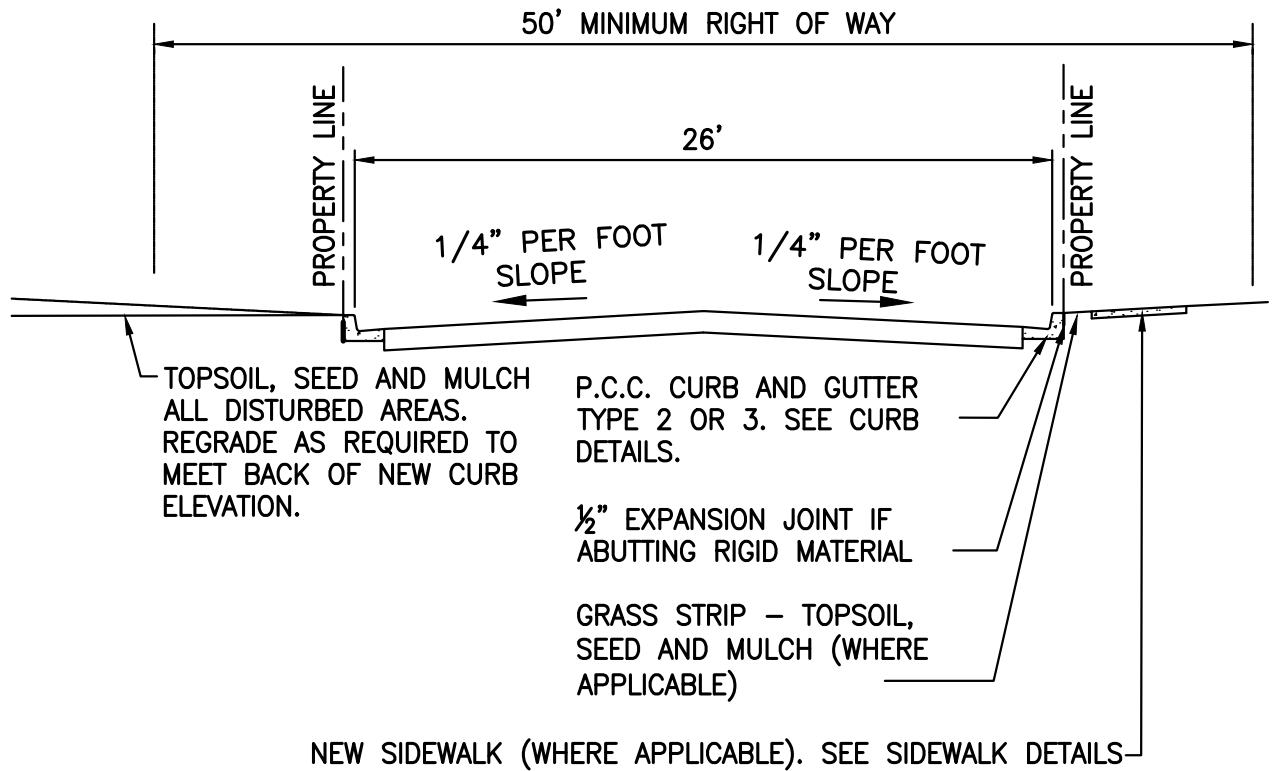 50' MINIMUM RIGHT OF WAY
PROPERTY LINE
26'
PROPERTY LINE
1/4" PER FOOT
SLOPE
1/4" PER FOOT
SLOPE
TOPSOIL, SEED AND MULCH
ALL DISTURBED AREAS.
REGRADE AS REQUIRED TO
MEET BACK OF NEW CURB
ELEVATION.
P.C.C. CURB AND GUTTER
TYPE 2 OR 3. SEE CURB
DETAILS.
½" EXPANSION JOINT IF
ABUTTING RIGID MATERIAL
GRASS STRIP – TOPSOIL,
SEED AND MULCH (WHERE
APPLICABLE)
NEW SIDEWALK (WHERE APPLICABLE). SEE SIDEWALK DETAILS